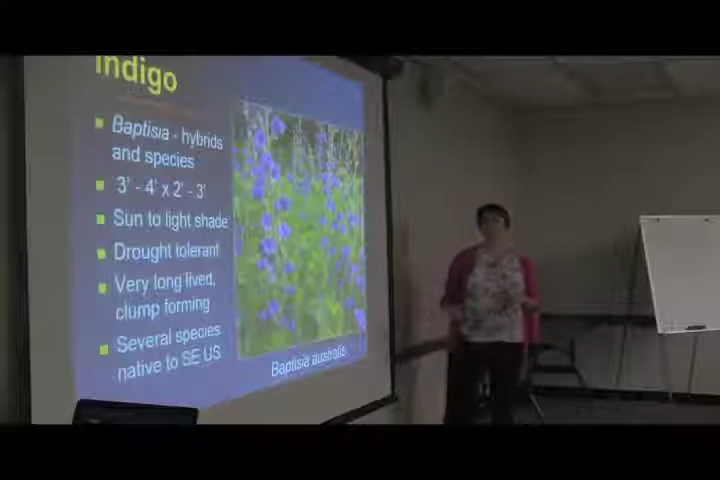 Indigo
Baptisia - hybrids
and species
3' - 4' x 2' - 3'
Sun to light shade
Drought tolerant
Very long lived,
clump forming
Several species
native to SE US
Baptisia australis